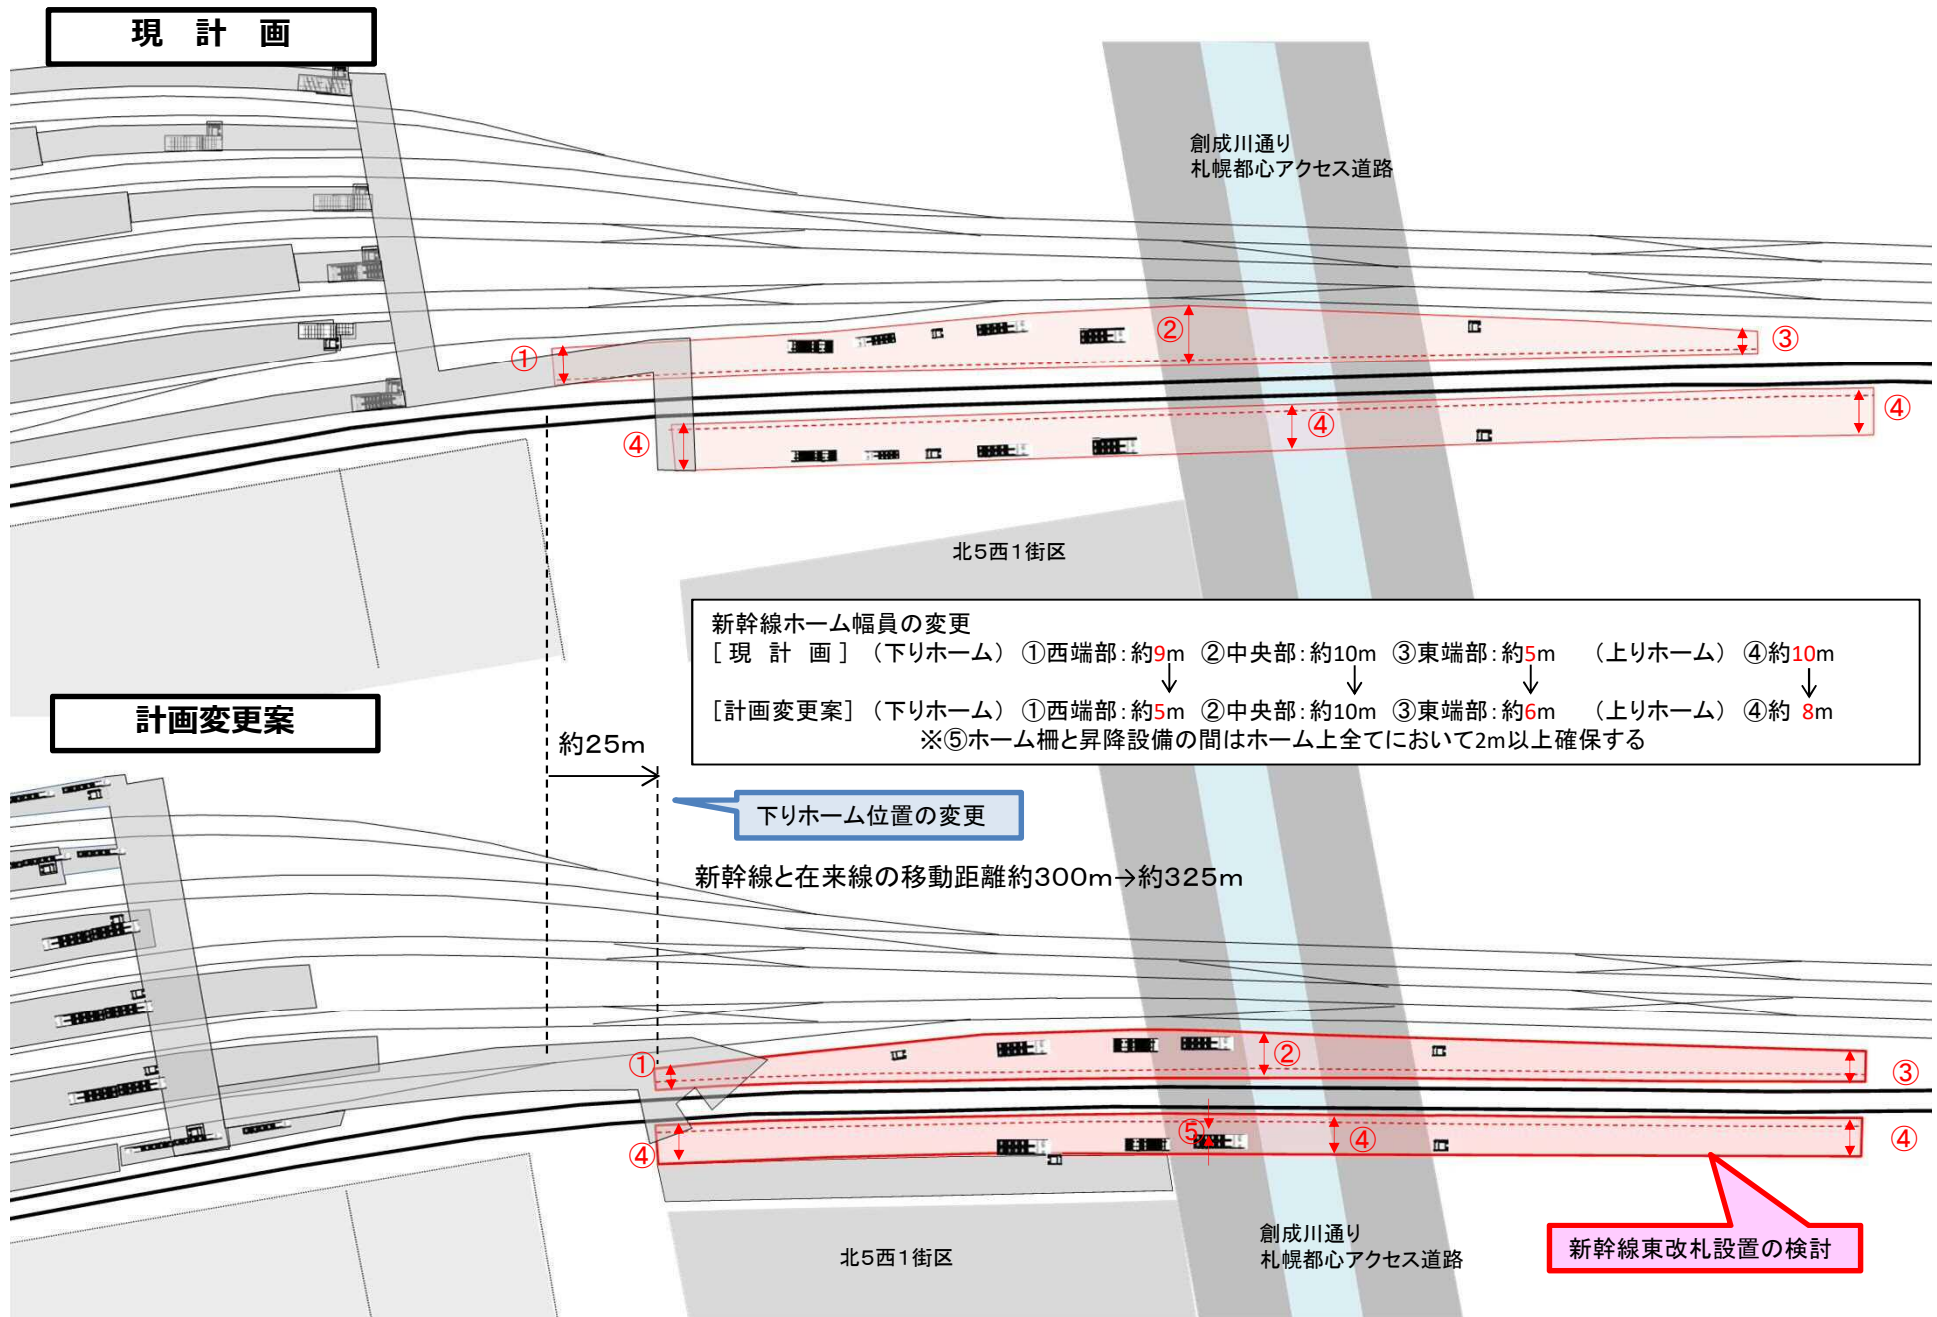 現 計 画
創成川通り
札幌都心アクセス道路
①
②
③
④
④
④
北5西1街区
新幹線ホーム幅員の変更
[ 現 計 画 ] (下りホーム) ①西端部:約9m ②中央部:約10m ③東端部:約5m (上りホーム) ④約10m
[計画変更案] (下りホーム) ①西端部:約5m ②中央部:約10m ③東端部:約6m (上りホーム) ④約 8m
※⑤ホーム柵と昇降設備の間はホーム上全てにおいて2m以上確保する
計画変更案
約25m
下りホーム位置の変更
新幹線と在来線の移動距離約300m→約325m
①
②
③
④
⑤
④
④
創成川通り
札幌都心アクセス道路
北5西1街区
新幹線東改札設置の検討